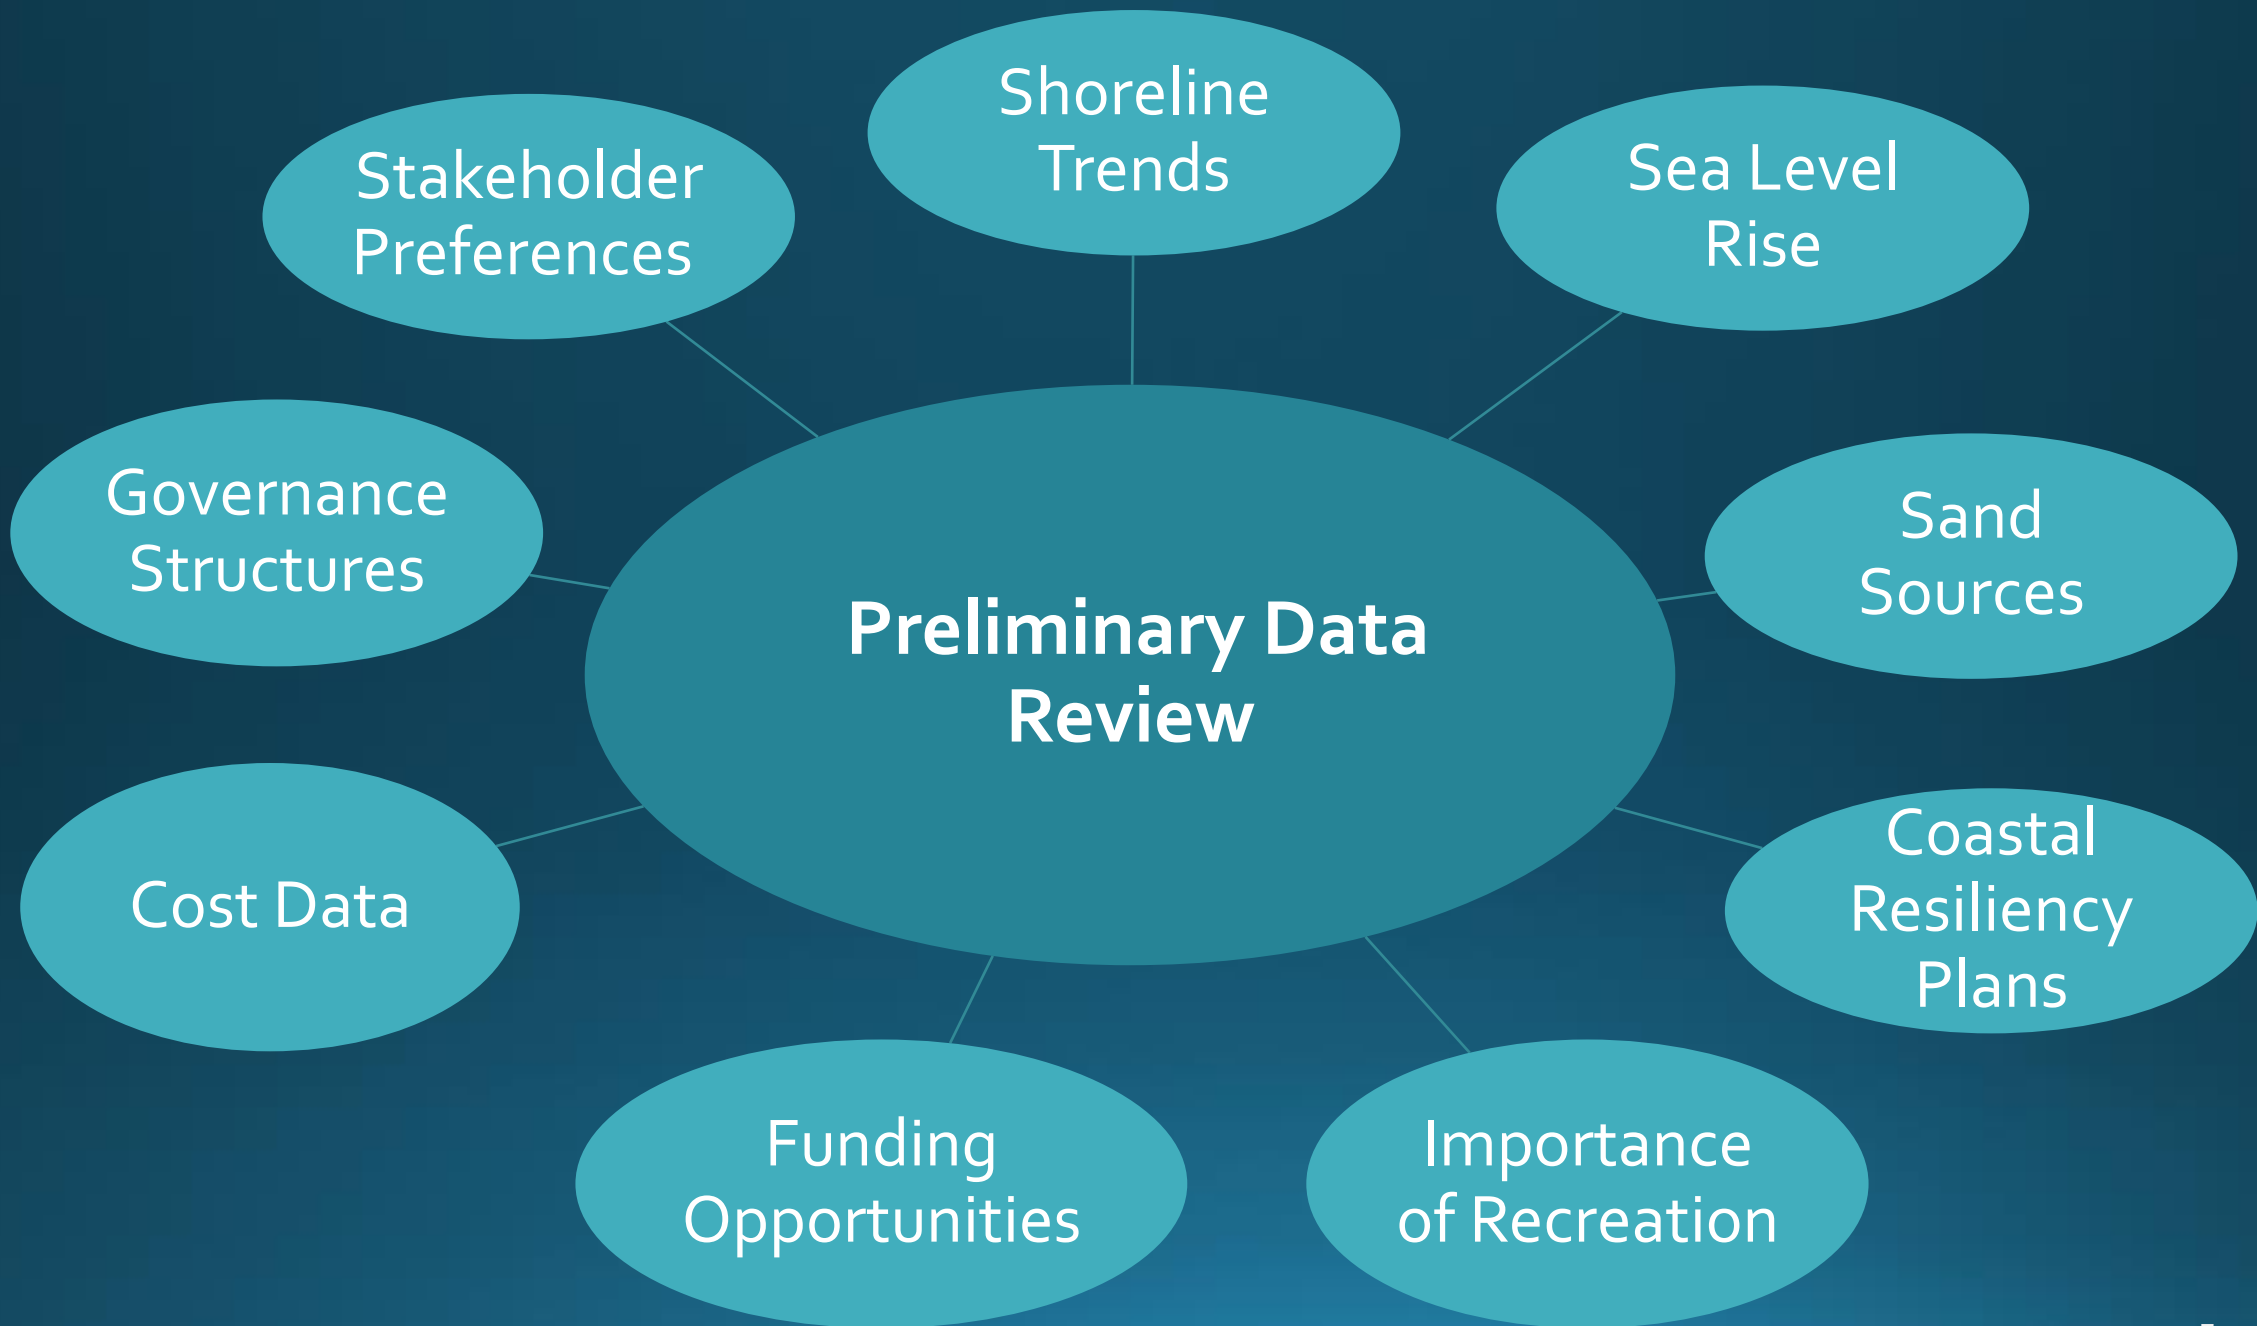 Shoreline
Trends
Stakeholder
Preferences
Sea Level
Rise
Governance
Structures
Sand
Sources
Preliminary Data
Review
Coastal
Resiliency
Plans
Cost Data
Funding
Opportunities
Importance
of Recreation